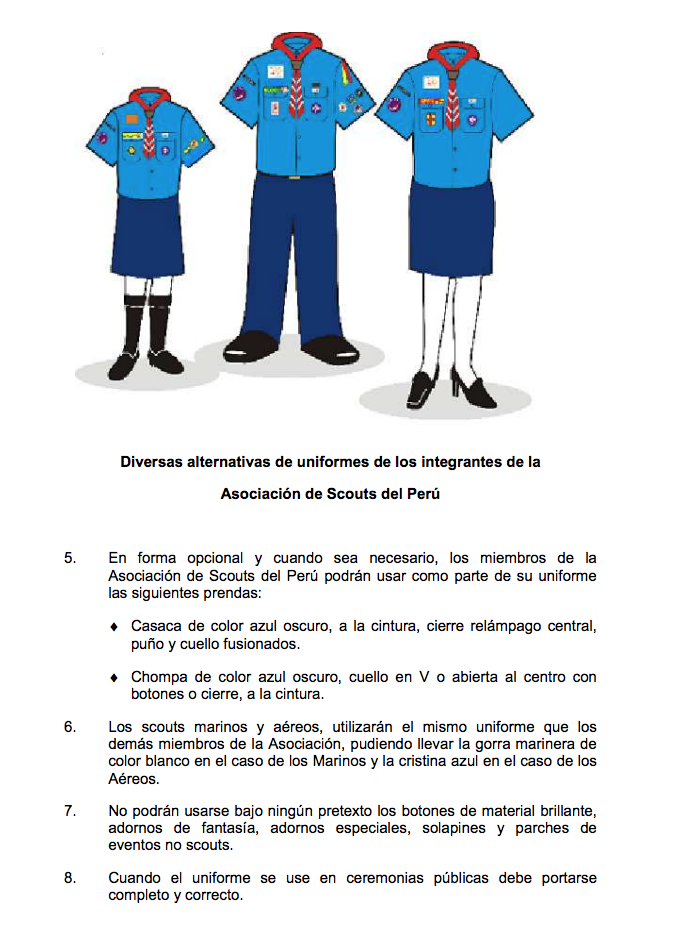 Diversas alternativas de uniformes de los integrantes de la
Asociación de Scouts del Perú
5. En forma opcional y cuando sea necesario, los miembros de la
Asociación de Scouts del Perú podrán usar como parte de su uniforme
las siguientes prendas:
♦ Casaca de color azul oscuro, a la cintura, cierre relámpago central,
puño y cuello fusionados.
♦ Chompa de color azul oscuro, cuello en V o abierta al centro con
botones o cierre, a la cintura.
6. Los scouts marinos y aéreos, utilizarán el mismo uniforme que los
demás miembros de la Asociación, pudiendo llevar la gorra marinera de
color blanco en el caso de los Marinos y la cristina azul en el caso de los
Aéreos.
7. No podrán usarse bajo ningún pretexto los botones de material brillante,
adornos de fantasía, adornos especiales, solapines y parches de
eventos no scouts.
8. Cuando el uniforme se use en ceremonias públicas debe portarse
completo y correcto.